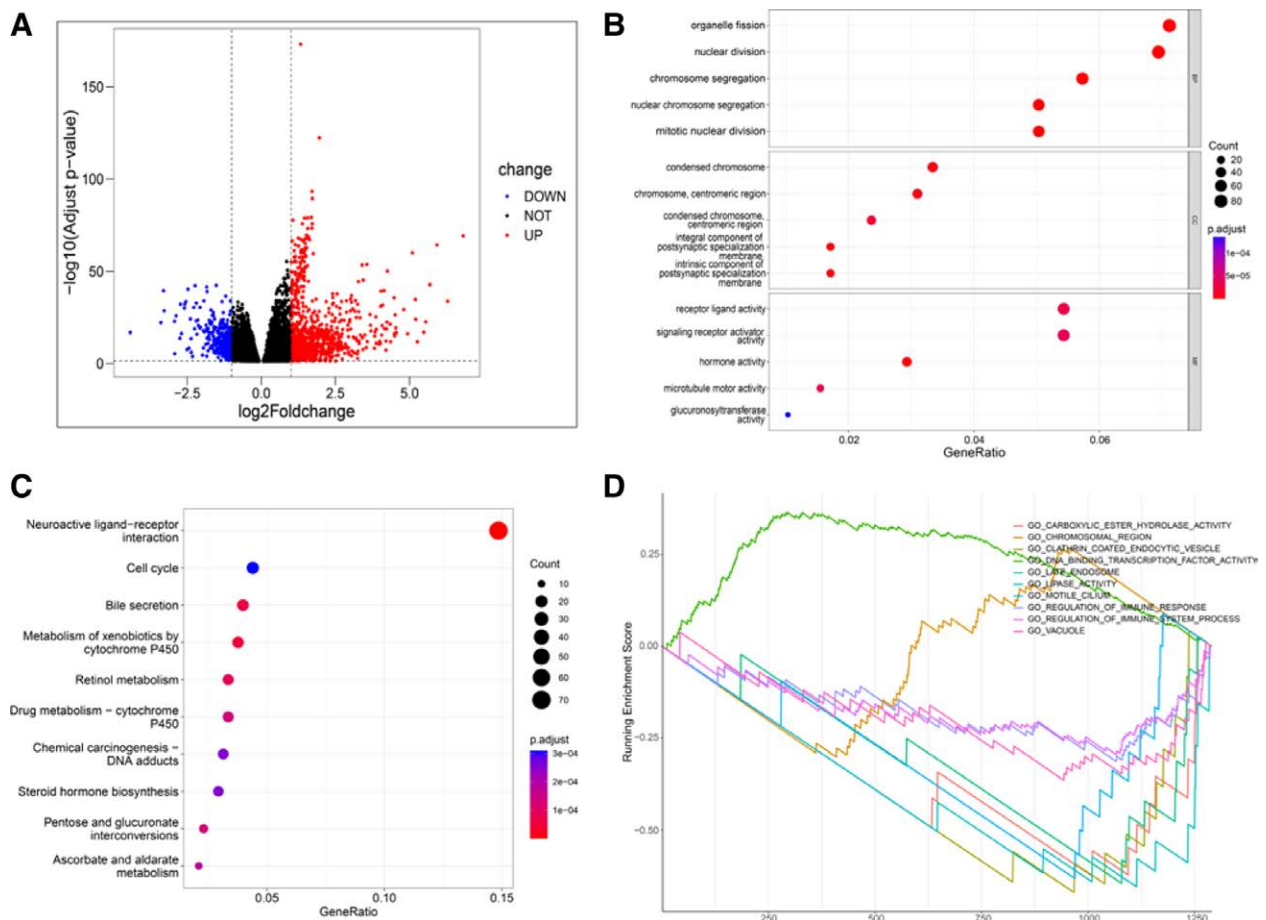 A
150
100
50
0
−2.5
0.0
2.5
5.0
−log10(Adjust p−value)
log2Foldchange
change
DOWN
NOT
UP
B
organelle fission
nuclear division
chromosome segregation
nuclear chromosome segregation
mitotic nuclear division
BP
condensed chromosome
chromosome, centromeric region
condensed chromosome,
centromeric region
integral component of
postsynaptic specialization
membrane
intrinsic component of
postsynaptic specialization
membrane
CC
receptor ligand activity
signaling receptor activator
activity
hormone activity
microtubule motor activity
glucuronosyltransferase
activity
MF
0.02
0.04
0.06
GeneRatio
Count
20
40
60
80
p.adjust
1e−04
5e−05
C
Neuroactive ligand−receptor
interaction
Cell cycle
Bile secretion
Metabolism of xenobiotics by
cytochrome P450
Retinol metabolism
Drug metabolism − cytochrome
P450
Chemical carcinogenesis −
DNA adducts
Steroid hormone biosynthesis
Pentose and glucuronate
interconversions
Ascorbate and aldarate
metabolism
0.05
0.10
0.15
GeneRatio
Count
10
20
30
40
50
60
70
p.adjust
3e−04
2e−04
1e−04
D
Running Enrichment Score
0.25
0.00
−0.25
−0.50
250
500
750
1000
1250
GO_CARBOXYLIC_ESTER_HYDROLASE_ACTIVITY
GO_CHROMOSOMAL_REGION
GO_CLATHRIN_COATED_ENDOCYTIC_VESICLE
GO_DNA_BINDING_TRANSCRIPTION_FACTOR_ACTIVITY
GO_LATE_ENDOSOME
GO_LIPASE_ACTIVITY
GO_MOTILE_CILIUM
GO_REGULATION_OF_IMMUNE_RESPONSE
GO_REGULATION_OF_IMMUNE_SYSTEM_PROCESS
GO_VACUOLE